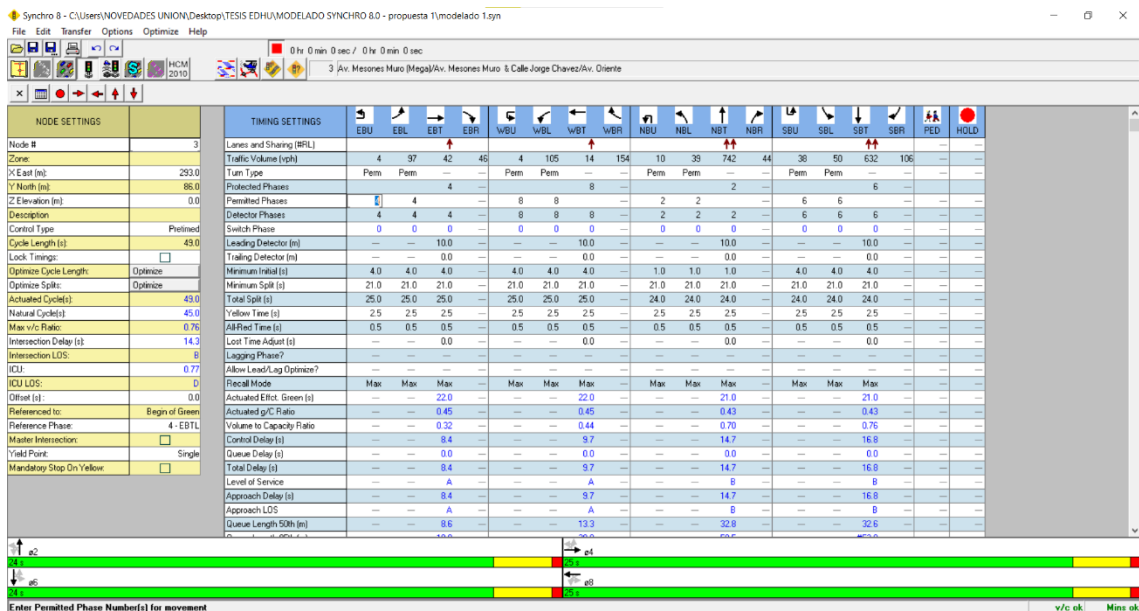 Synchro 8 - C:\Users\NOVEDADES UNION\Desktop\TESIS EDHU\MODELADO SYNCHRO 8.0 - propuesta 1\modelado 1.syn
File Edit Transfer Options Optimize Help
0 hr 0 min 0 sec / 0 hr 0 min 0 sec
HCM 2010
3 Av. Mesones Muro (Mega)/Av. Mesones Muro & Calle Jorge Chavez/Av. Oriente
NODE SETTINGS
Node # 3
Zone:
X East (m): 293.0
Y North (m): 86.0
Z Elevation (m): 0.0
Description
Control Type Pretimed
Cycle Length (s): 49.0
Lock Timings:
Optimize Cycle Length: Optimize
Optimize Splits: Optimize
Actuated Cycle(s): 49.0
Natural Cycle(s): 45.0
Max v/c Ratio: 0.76
Intersection Delay (s): 14.3
Intersection LOS: B
ICU: 0.77
ICU LOS: D
Offset (s) : 0.0
Referenced to: Begin of Green
Reference Phase: 4 - EBTL
Master Intersection:
Yield Point: Single
Mandatory Stop On Yellow:
TIMING SETTINGS EBU EBL EBT EBR WBU WBL WBT WBR NBU NBL NBT NBR SBU SBL SBT SBR PED HOLD
Lanes and Sharing (#RL) — —
Traffic Volume (vph) 4 97 42 46 4 105 14 154 10 39 742 44 38 50 632 106 — —
Turn Type Perm Perm — Perm Perm — Perm Perm — Perm Perm — — —
Protected Phases 4 8 2 6
Permitted Phases 4 4 8 8 2 2 6 6
Detector Phases 4 4 4 — 8 8 8 — 2 2 2 — 6 6 6 — — —
Switch Phase 0 0 0 — 0 0 0 — 0 0 0 — 0 0 0 — — —
Leading Detector (m) — — 10.0 — — — 10.0 — — — 10.0 — — — 10.0 — — —
Trailing Detector (m) — — 0.0 — — — 0.0 — — — 0.0 — — — 0.0 — — —
Minimum Initial (s) 4.0 4.0 4.0 — 4.0 4.0 4.0 — 1.0 1.0 1.0 — 4.0 4.0 4.0 — — —
Minimum Split (s) 21.0 21.0 21.0 — 21.0 21.0 21.0 — 21.0 21.0 21.0 — 21.0 21.0 21.0 — — —
Total Split (s) 25.0 25.0 25.0 — 25.0 25.0 25.0 — 24.0 24.0 24.0 — 24.0 24.0 24.0 — — —
Yellow Time (s) 2.5 2.5 2.5 — 2.5 2.5 2.5 — 2.5 2.5 2.5 — 2.5 2.5 2.5 — — —
All-Red Time (s) 0.5 0.5 0.5 — 0.5 0.5 0.5 — 0.5 0.5 0.5 — 0.5 0.5 0.5 — — —
Lost Time Adjust (s) — — 0.0 — — — 0.0 — — — 0.0 — — — 0.0 — — —
Lagging Phase? — — — — — — — — — — — — — — — — — —
Allow Lead/Lag Optimize? — — — — — — — — — — — — — — — — — —
Recall Mode Max Max Max — Max Max Max — Max Max Max — Max Max Max — — —
Actuated Effct. Green (s) — — 22.0 — — — 22.0 — — — 21.0 — — — 21.0 — — —
Actuated g/C Ratio — — 0.45 — — — 0.45 — — — 0.43 — — — 0.43 — — —
Volume to Capacity Ratio — — 0.32 — — — 0.44 — — — 0.70 — — — 0.76 — — —
Control Delay (s) — — 8.4 — — — 9.7 — — — 14.7 — — — 16.8 — — —
Queue Delay (s) — — 0.0 — — — 0.0 — — — 0.0 — — — 0.0 — — —
Total Delay (s) — — 8.4 — — — 9.7 — — — 14.7 — — — 16.8 — — —
Level of Service — — A — — — A — — — B — — — B — — —
Approach Delay (s) — — 8.4 — — — 9.7 — — — 14.7 — — — 16.8 — — —
Approach LOS — — A — — — A — — — B — — — B — — —
Queue Length 50th (m) — — 8.6 — — — 13.3 — — — 32.8 — — — 32.6 — — —
ø2 ø4
24 s 25 s
ø6 ø8
24 s 25 s
Enter Permitted Phase Number(s) for movement v/c ok Mins ok